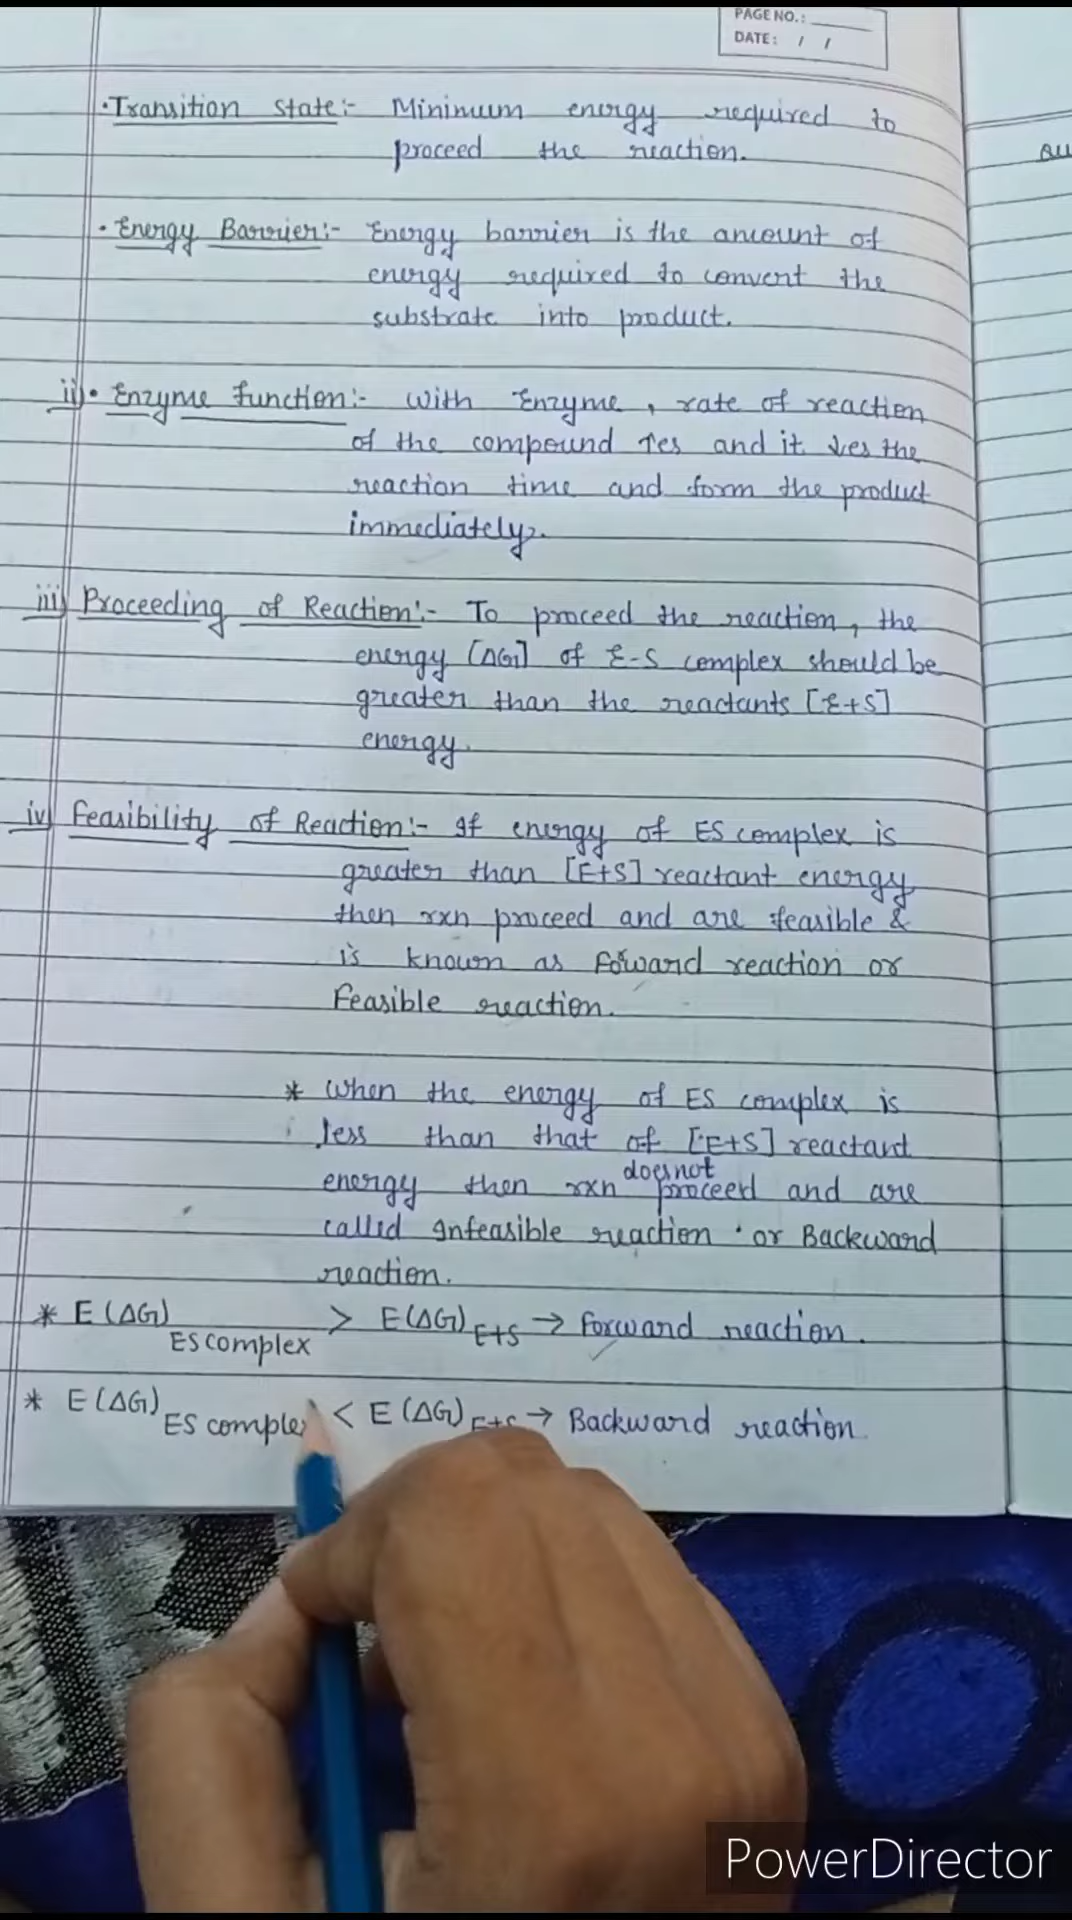 PAGE NO.:
DATE: / /
• Transition state:- Minimum energy required to
proceed the reaction.
• Energy Barrier:- Energy barrier is the amount of
energy required to convert the
substrate into product.
ii) • Enzyme function:- With Enzyme, rate of reaction
of the compound ↑es and it ↓es the
reaction time and form the product
immediately.
iii) Proceeding of Reaction:- To proceed the reaction, the
energy [ΔG] of E-S complex should be
greater than the reactants [E+S]
energy.
iv) Feasibility of Reaction:- If energy of ES complex is
greater than [E+S] reactant energy
then rxn proceed and are feasible &
is known as Forward reaction or
Feasible reaction.
* When the energy of ES complex is
less than that of [E+S] reactant
energy then rxn does not proceed and are
called Infeasible reaction or Backward
reaction.
* E (ΔG) ES complex > E(ΔG) E+S → Forward reaction.
* E (ΔG) ES complex < E (ΔG) E+S → Backward reaction.
PowerDirector